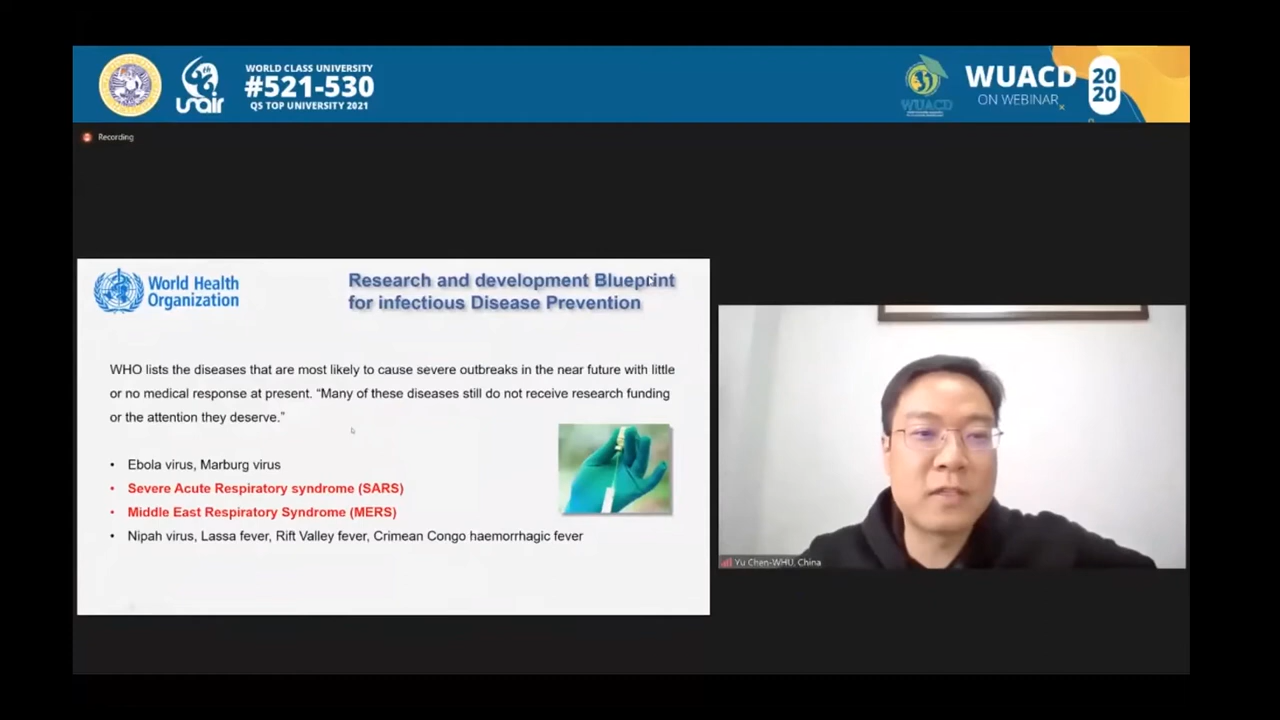 unair
WORLD CLASS UNIVERSITY
#521-530
QS TOP UNIVERSITY 2021
WUACD
WUACD
ON WEBINAR
20
20
Recording
World Health
Organization
Research and development Blueprint
for infectious Disease Prevention
WHO lists the diseases that are most likely to cause severe outbreaks in the near future with little
or no medical response at present. “Many of these diseases still do not receive research funding
or the attention they deserve.”
• Ebola virus, Marburg virus
• Severe Acute Respiratory syndrome (SARS)
• Middle East Respiratory Syndrome (MERS)
• Nipah virus, Lassa fever, Rift Valley fever, Crimean Congo haemorrhagic fever
Yu Chen-WHU, China